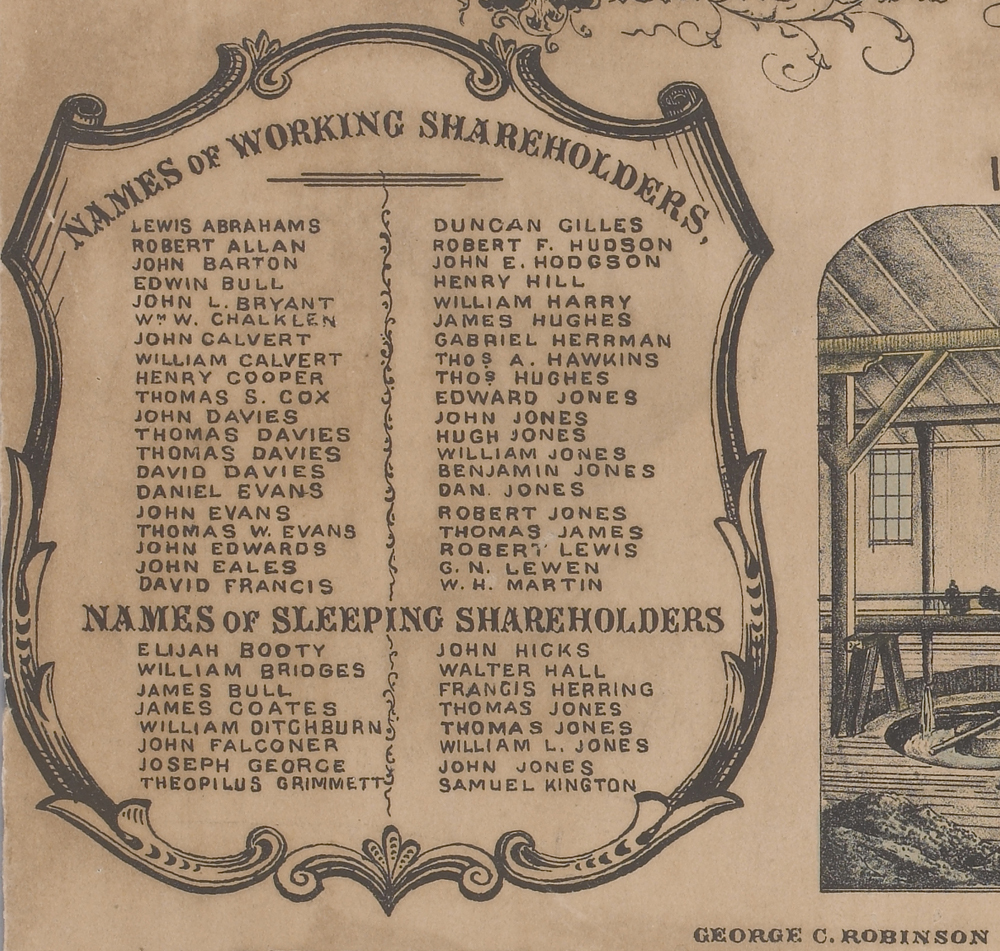 NAMES OF WORKING SHAREHOLDERS,
LEWIS ABRAHAMS
ROBERT ALLAN
JOHN BARTON
EDWIN BULL
JOHN L. BRYANT
Wm W. CHALKLEN
JOHN CALVERT
WILLIAM CALVERT
HENRY COOPER
THOMAS S. COX
JOHN DAVIES
THOMAS DAVIES
THOMAS DAVIES
DAVID DAVIES
DANIEL EVANS
JOHN EVANS
THOMAS W. EVANS
JOHN EDWARDS
JOHN EALES
DAVID FRANCIS
DUNCAN GILLES
ROBERT F. HUDSON
JOHN E. HODGSON
HENRY HILL
WILLIAM HARRY
JAMES HUGHES
GABRIEL HERRMAN
THOS A. HAWKINS
THOS HUGHES
EDWARD JONES
JOHN JONES
HUGH JONES
WILLIAM JONES
BENJAMIN JONES
DAN. JONES
ROBERT JONES
THOMAS JAMES
ROBERT LEWIS
G. N. LEWEN
W. H. MARTIN
NAMES OF SLEEPING SHAREHOLDERS
ELIJAH BOOTY
WILLIAM BRIDGES
JAMES BULL
JAMES COATES
WILLIAM DITCHBURN
JOHN FALCONER
JOSEPH GEORGE
THEOPILUS GRIMMETT
JOHN HICKS
WALTER HALL
FRANCIS HERRING
THOMAS JONES
THOMAS JONES
WILLIAM L. JONES
JOHN JONES
SAMUEL KINGTON
GEORGE C. ROBINSON